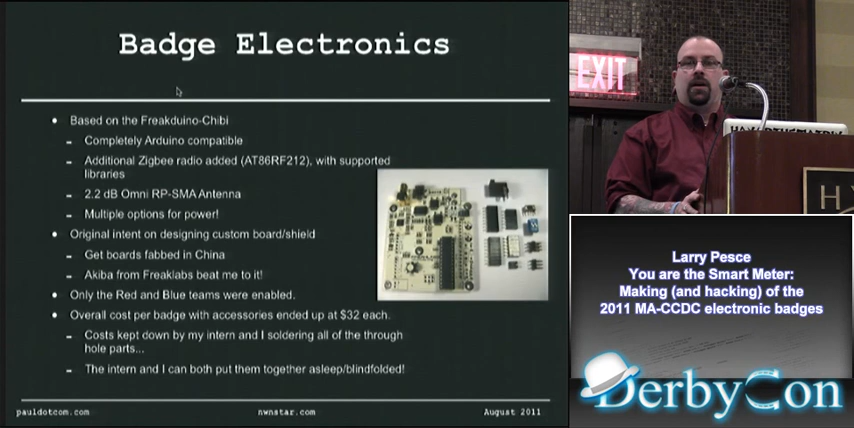 Badge Electronics
• Based on the Freakduino-Chibi
– Completely Arduino compatible
– Additional Zigbee radio added (AT86RF212), with supported
libraries
– 2.2 dB Omni RP-SMA Antenna
– Multiple options for power!
• Original intent on designing custom board/shield
– Get boards fabbed in China
– Akiba from Freaklabs beat me to it!
• Only the Red and Blue teams were enabled.
• Overall cost per badge with accessories ended up at $32 each.
– Costs kept down by my intern and I soldering all of the through
hole parts...
– The intern and I can both put them together asleep/blindfolded!
pauldotcom.com
nwnstar.com
August 2011
EXIT
HY
Larry Pesce
You are the Smart Meter:
Making (and hacking) of the
2011 MA-CCDC electronic badges
DerbyCon